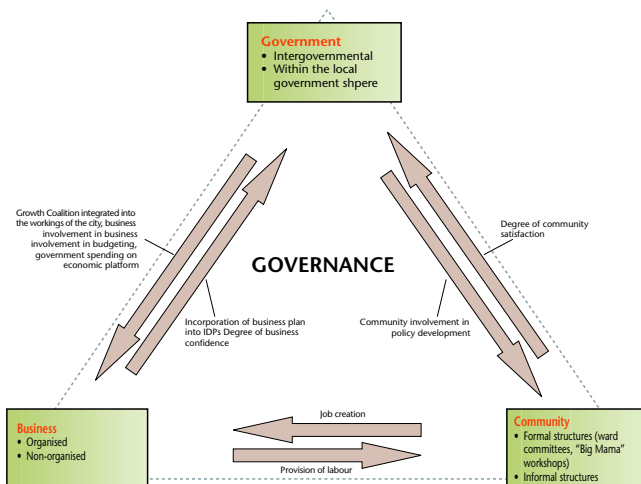 Government
• Intergovernmental
• Within the local
government shpere
Growth Coalition integrated into
the workings of the city, business
involvement in business
involvement in budgeting,
government spending on
economic platform
Degree of community
satisfaction
GOVERNANCE
Incorporation of business plan
into IDPs Degree of business
confidence
Community involvement in
policy development
Business
• Organised
• Non-organised
Job creation
Provision of labour
Community
• Formal structures (ward
committees, “Big Mama”
workshops)
• Informal structures